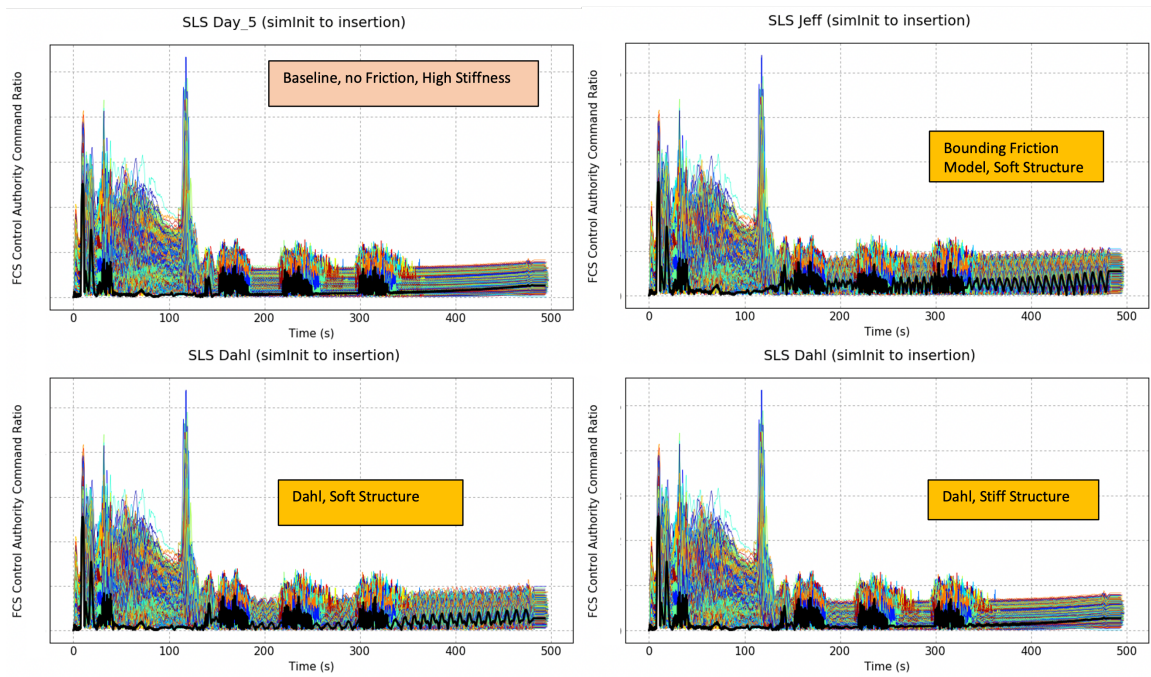 SLS Day_5 (simInit to insertion)
FCS Control Authority Command Ratio
Baseline, no Friction, High Stiffness
0 100 200 300 400 500
Time (s)
SLS Jeff (simInit to insertion)
FCS Control Authority Command Ratio
Bounding Friction
Model, Soft Structure
0 100 200 300 400 500
Time (s)
SLS Dahl (simInit to insertion)
FCS Control Authority Command Ratio
Dahl, Soft Structure
0 100 200 300 400 500
Time (s)
SLS Dahl (simInit to insertion)
FCS Control Authority Command Ratio
Dahl, Stiff Structure
0 100 200 300 400 500
Time (s)